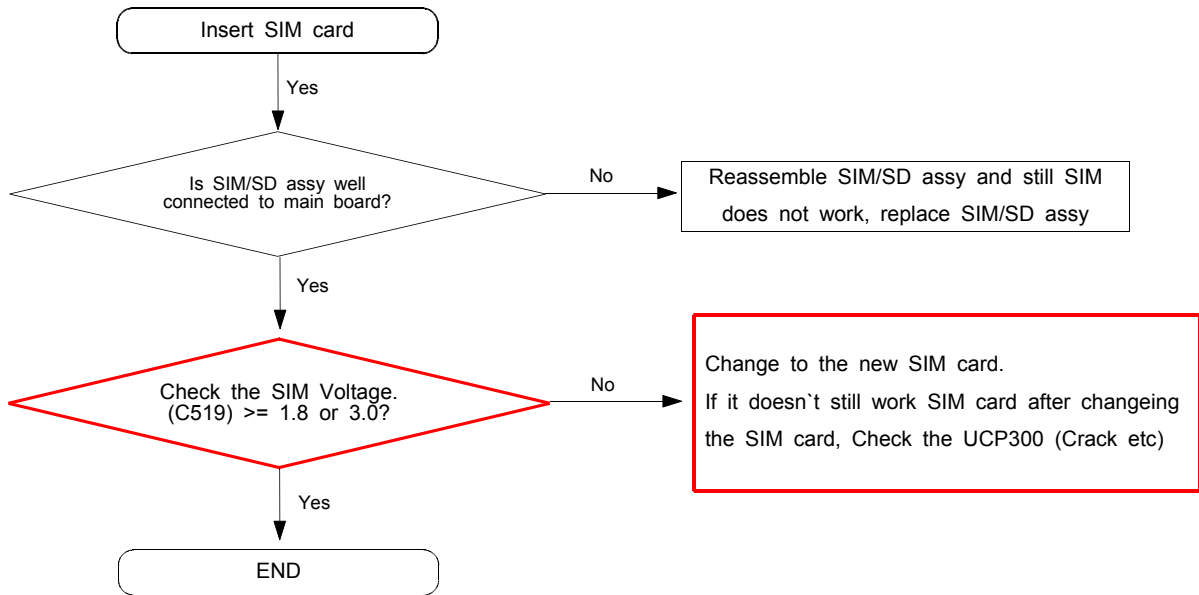 Insert SIM card
Yes
Is SIM/SD assy well
connected to main board?
No
Reassemble SIM/SD assy and still SIM
does not work, replace SIM/SD assy
Yes
Check the SIM Voltage.
(C519) >= 1.8 or 3.0?
No
Change to the new SIM card.
If it doesn`t still work SIM card after changeing
the SIM card, Check the UCP300 (Crack etc)
Yes
END